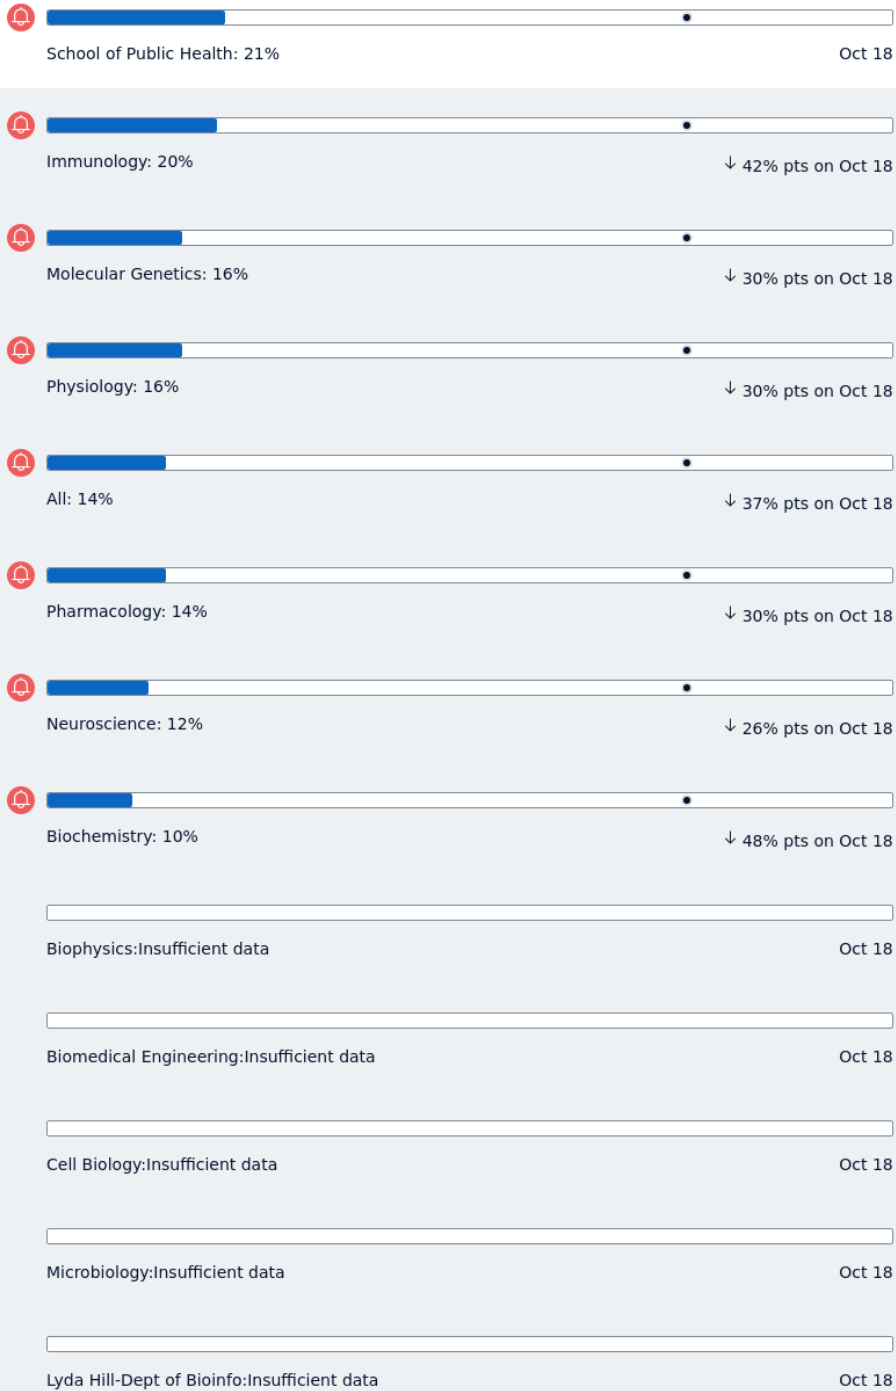 School of Public Health: 21% Oct 18
Immunology: 20% ↓ 42% pts on Oct 18
Molecular Genetics: 16% ↓ 30% pts on Oct 18
Physiology: 16% ↓ 30% pts on Oct 18
All: 14% ↓ 37% pts on Oct 18
Pharmacology: 14% ↓ 30% pts on Oct 18
Neuroscience: 12% ↓ 26% pts on Oct 18
Biochemistry: 10% ↓ 48% pts on Oct 18
Biophysics:Insufficient data Oct 18
Biomedical Engineering:Insufficient data Oct 18
Cell Biology:Insufficient data Oct 18
Microbiology:Insufficient data Oct 18
Lyda Hill-Dept of Bioinfo:Insufficient data Oct 18